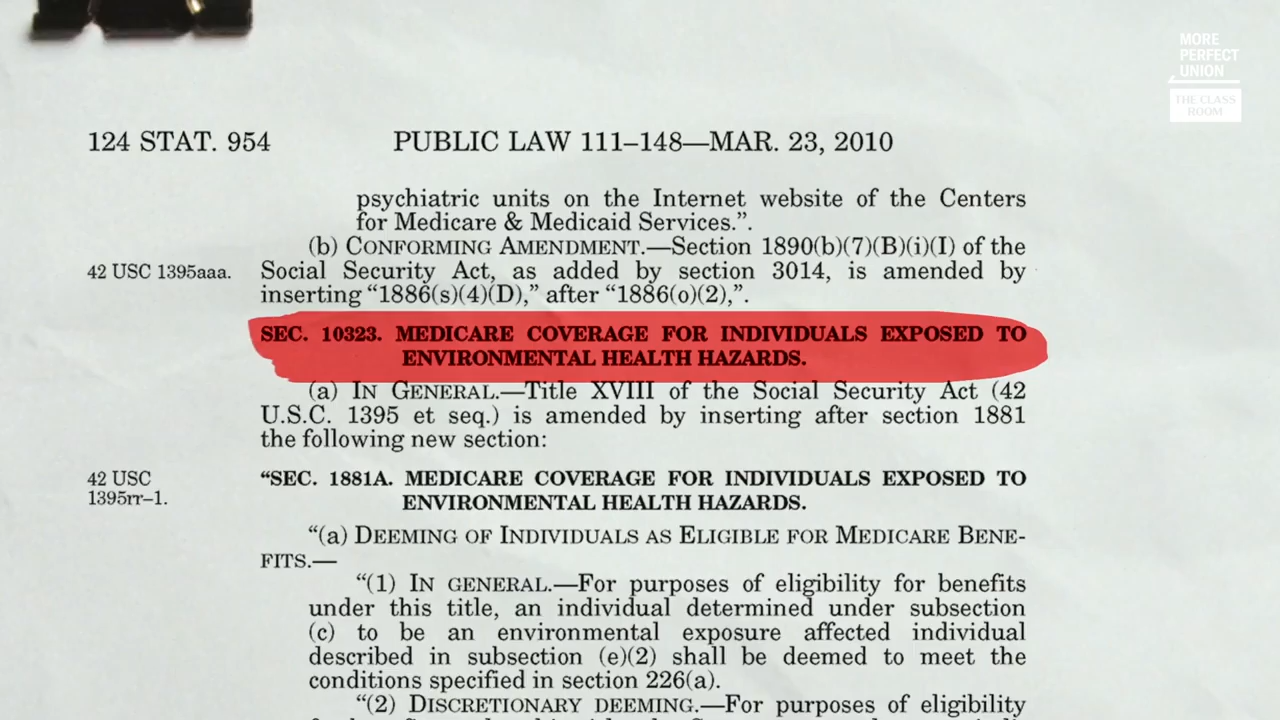 MORE
PERFECT
UNION
THE CLASS
ROOM
124 STAT. 954
PUBLIC LAW 111–148—MAR. 23, 2010
psychiatric units on the Internet website of the Centers
for Medicare & Medicaid Services.”.
(b) CONFORMING AMENDMENT.—Section 1890(b)(7)(B)(i)(I) of the
42 USC 1395aaa.
Social Security Act, as added by section 3014, is amended by
inserting “1886(s)(4)(D),” after “1886(o)(2),”.
SEC. 10323. MEDICARE COVERAGE FOR INDIVIDUALS EXPOSED TO
ENVIRONMENTAL HEALTH HAZARDS.
(a) IN GENERAL.—Title XVIII of the Social Security Act (42
U.S.C. 1395 et seq.) is amended by inserting after section 1881
the following new section:
42 USC
1395rr–1.
“SEC. 1881A. MEDICARE COVERAGE FOR INDIVIDUALS EXPOSED TO
ENVIRONMENTAL HEALTH HAZARDS.
“(a) DEEMING OF INDIVIDUALS AS ELIGIBLE FOR MEDICARE BENE-
FITS.—
“(1) IN GENERAL.—For purposes of eligibility for benefits
under this title, an individual determined under subsection
(c) to be an environmental exposure affected individual
described in subsection (e)(2) shall be deemed to meet the
conditions specified in section 226(a).
“(2) DISCRETIONARY DEEMING.—For purposes of eligibility